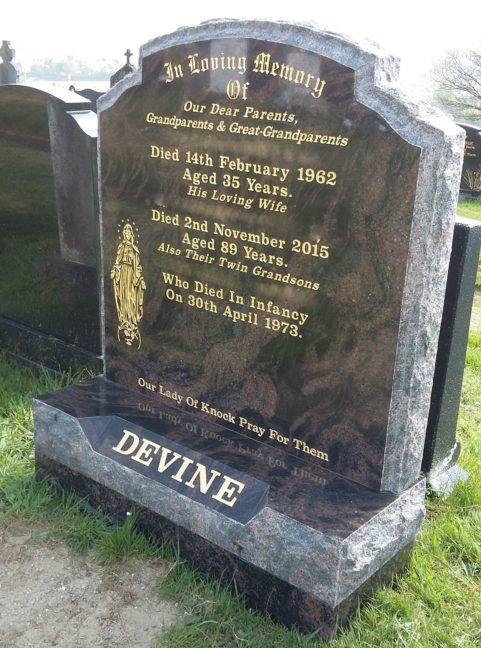 In Loving Memory
Of
Our Dear Parents,
Grandparents & Great-Grandparents
Died 14th February 1962
Aged 35 Years.
His Loving Wife
Died 2nd November 2015
Aged 89 Years.
Also Their Twin Grandsons
Who Died In Infancy
On 30th April 1973.
Our Lady Of Knock Pray For Them
DEVINE